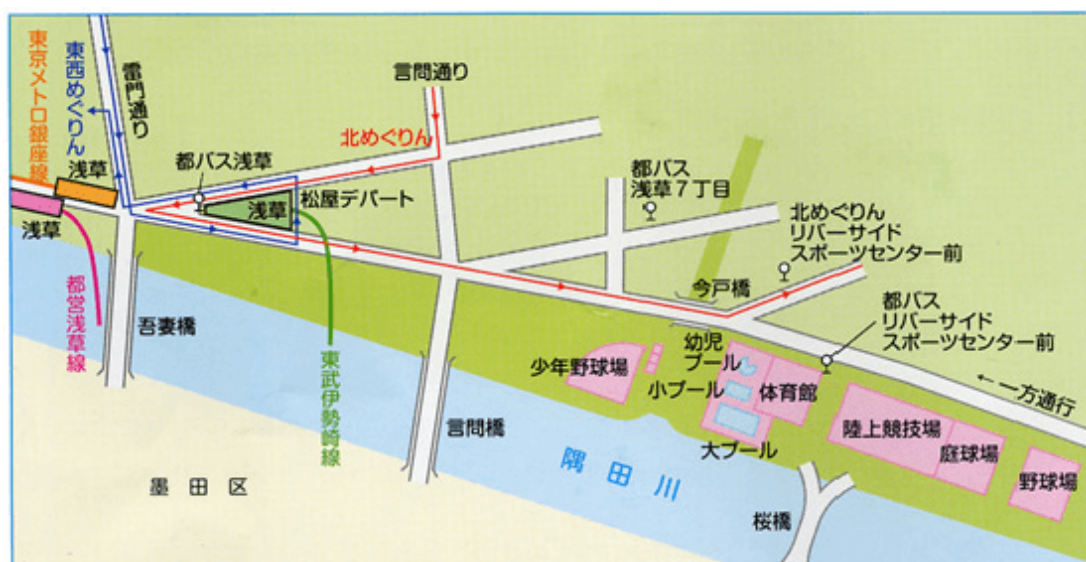 東京メトロ銀座線
東西めぐりん
雷門通り
言問通り
北めぐりん
浅草
都バス浅草
松屋デパート
浅草
浅草
都バス
浅草7丁目
北めぐりん
リバーサイド
スポーツセンター前
今戸橋
都バス
リバーサイド
スポーツセンター前
←一方通行
都営浅草線
吾妻橋
東武伊勢崎線
言問橋
少年野球場
幼児
プール
小プール
大プール
体育館
陸上競技場
庭球場
野球場
隅田川
桜橋
墨田区